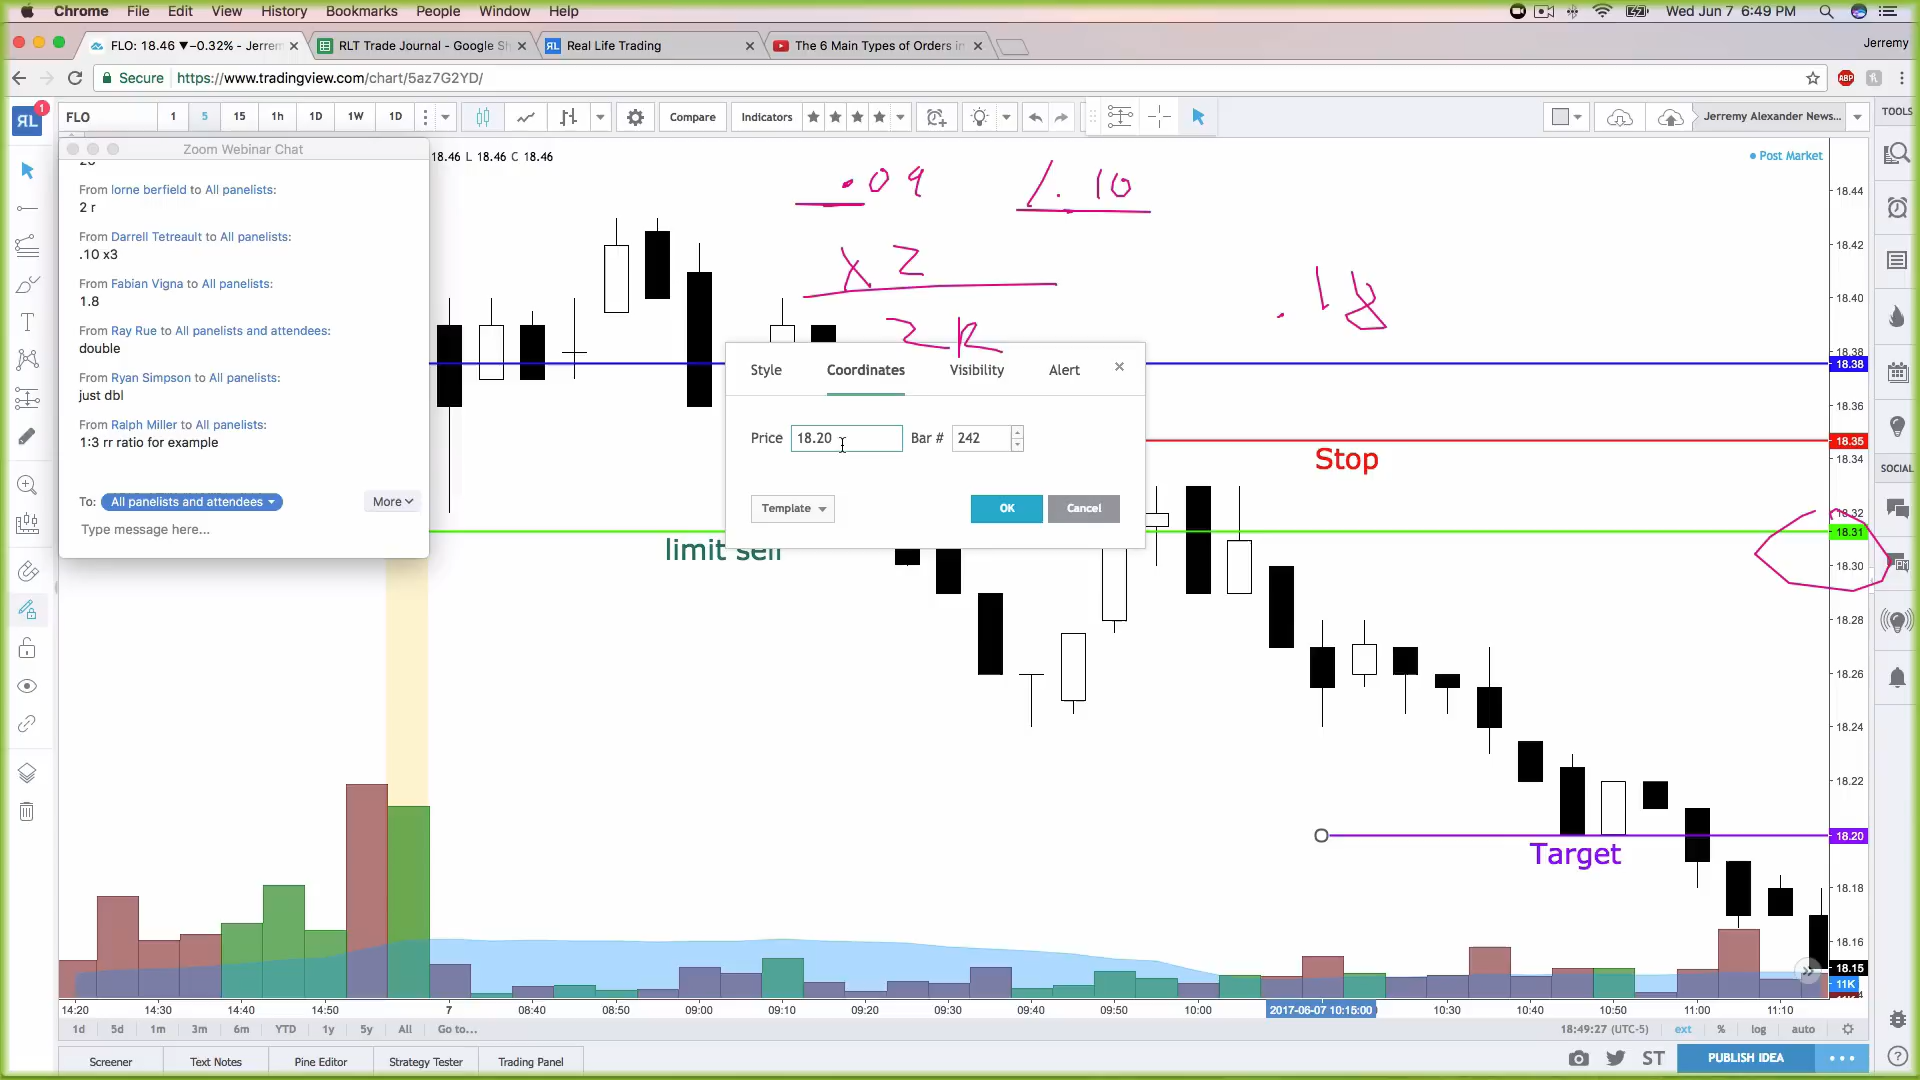 Chrome File Edit View History Bookmarks People Window Help Wed Jun 7 6:49 PM
FLO: 18.46 ▼−0.32% - Jerem RLT Trade Journal - Google Sh Real Life Trading The 6 Main Types of Orders in Jeremy
Secure https://www.tradingview.com/chart/5az7G2YD/ ABP
RL 1 FLO 1 5 15 1h 1D 1W 1D Compare Indicators Jerremy Alexander News... TOOLS
Zoom Webinar Chat
18.46 L 18.46 C 18.46
Post Market
From lorne berfield to All panelists:
2 r
From Darrell Tetreault to All panelists:
.10 x3
From Fabian Vigna to All panelists:
1.8
From Ray Rue to All panelists and attendees:
double
From Ryan Simpson to All panelists:
just dbl
From Ralph Miller to All panelists:
1:3 rr ratio for example
To: All panelists and attendees More
Type message here...
.09 1.10
x 2
2R
.18
Style Coordinates Visibility Alert
Price 18.20 Bar # 242
Template OK Cancel
Stop
limit sell
Target
18.44
18.42
18.40
18.38
18.38
18.36
18.35
18.34
18.32
18.31
18.30
18.28
18.26
18.24
18.22
18.20
18.18
18.16
18.15
11K
SOCIAL
14:20 14:30 14:40 14:50 7 08:40 08:50 09:00 09:10 09:20 09:30 09:40 09:50 10:00 2017-06-07 10:15:00 10:30 10:40 10:50 11:00 11:10
1d 5d 1m 3m 6m YTD 1y 5y All Go to... 18:49:27 (UTC-5) ext % log auto
Screener Text Notes Pine Editor Strategy Tester Trading Panel ST PUBLISH IDEA